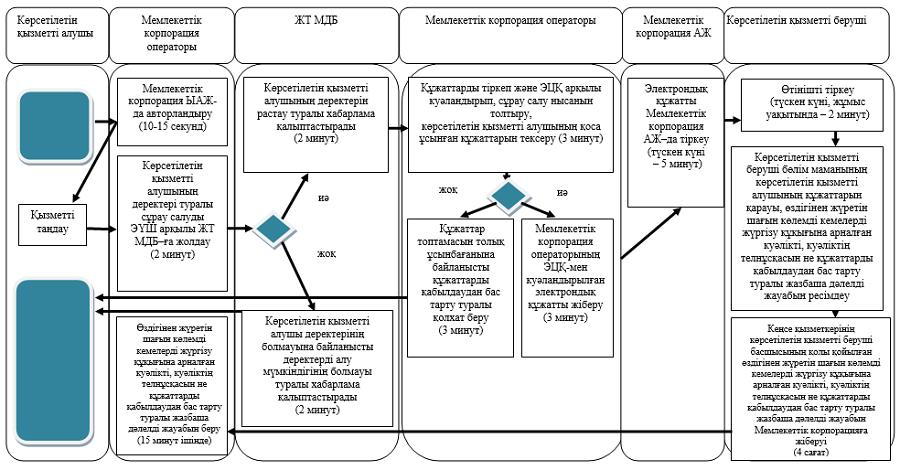 Көрсетілетін
қызметті алушы
Мемлекеттік
корпорация
операторы
ЖТ МДБ
Мемлекеттік корпорация операторы
Мемлекеттік
корпорация АЖ
Көрсетілетін қызметті беруші
Қызметті
таңдау
Мемлекеттік
корпорация ЫАЖ-
да авторландыру
(10-15 секунд)
Көрсетілетін
қызметті
алушының
деректері туралы
сұрау салуды
ЭҮШ арқылы ЖТ
МДБ–ға жолдау
(2 минут)
Өздігінен жүретін
шағын көлемді
кемелерді жүргізу
құқығына арналған
куәлікті, куәліктің
телнұсқасын не
құжаттарды
қабылдаудан бас тарту
туралы жазбаша
дәлелді жауабын беру
(15 минут ішінде)
Көрсетілетін қызметті
алушының деректерін
растау туралы хабарлама
қалыптастырады
(2 минут)
иә
жоқ
Көрсетілетін қызметті
алушы деректерінің
болмауына байланысты
деректерді алу
мүмкіндігінің болмауы
туралы хабарлама
қалыптастырады
(2 минут)
Құжаттарды тіркеп және ЭЦҚ арқылы
куәландырып, сұрау салу нысанын
толтыру,
көрсетілетін қызметті алушының қоса
ұсынған құжаттарын тексеру (3 минут)
жоқ
иә
Құжаттар
топтамасын толық
ұсынбағанына
байланысты
құжаттарды
қабылдаудан бас
тарту туралы
қолхат беру
(3 минут)
Мемлекеттік
корпорация
операторының
ЭЦҚ-мен
куәландырылған
электрондық
құжатты жіберу
(3 минут)
Электрондық
құжатты
Мемлекеттік
корпорация
АЖ–да тіркеу
(түскен күні
– 5 минут)
Өтінішті тіркеу
(түскен күні, жұмыс
уақытында – 2 минут)
Көрсетілетін қызметті
беруші бөлім маманының
көрсетілетін қызметті
алушының құжаттарын
қарауы, өздігінен жүретін
шағын көлемді кемелерді
жүргізу құқығына арналған
куәлікті, куәліктің
телнұсқасын не құжаттарды
қабылдаудан бас тарту
туралы жазбаша дәлелді
жауабын ресімдеу
Кеңсе қызметкерінің
көрсетілетін қызметті беруші
басшысының қолы қойылған
өздігінен жүретін шағын көлемді
кемелерді жүргізу құқығына
арналған куәлікті, куәліктің
телнұсқасын не құжаттарды
қабылдаудан бас тарту туралы
жазбаша дәлелді жауабын
Мемлекеттік корпорацияға
жіберуі
(4 сағат)